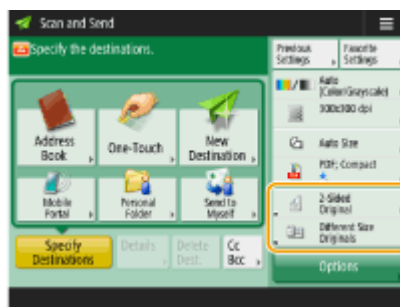 Scan and Send
Specify the destinations.
Previous
Settings
Favorite
Settings
Auto
(Color/Grayscale)
300x300 dpi
Address
Book
One-Touch
New
Destination
Auto Size
PDF; Compact
Mobile
Portal
Personal
Folder
Send to
Myself
2-Sided
Original
Different Size
Originals
Specify
Destinations
Details
Delete
Dest.
Cc
Bcc
Options